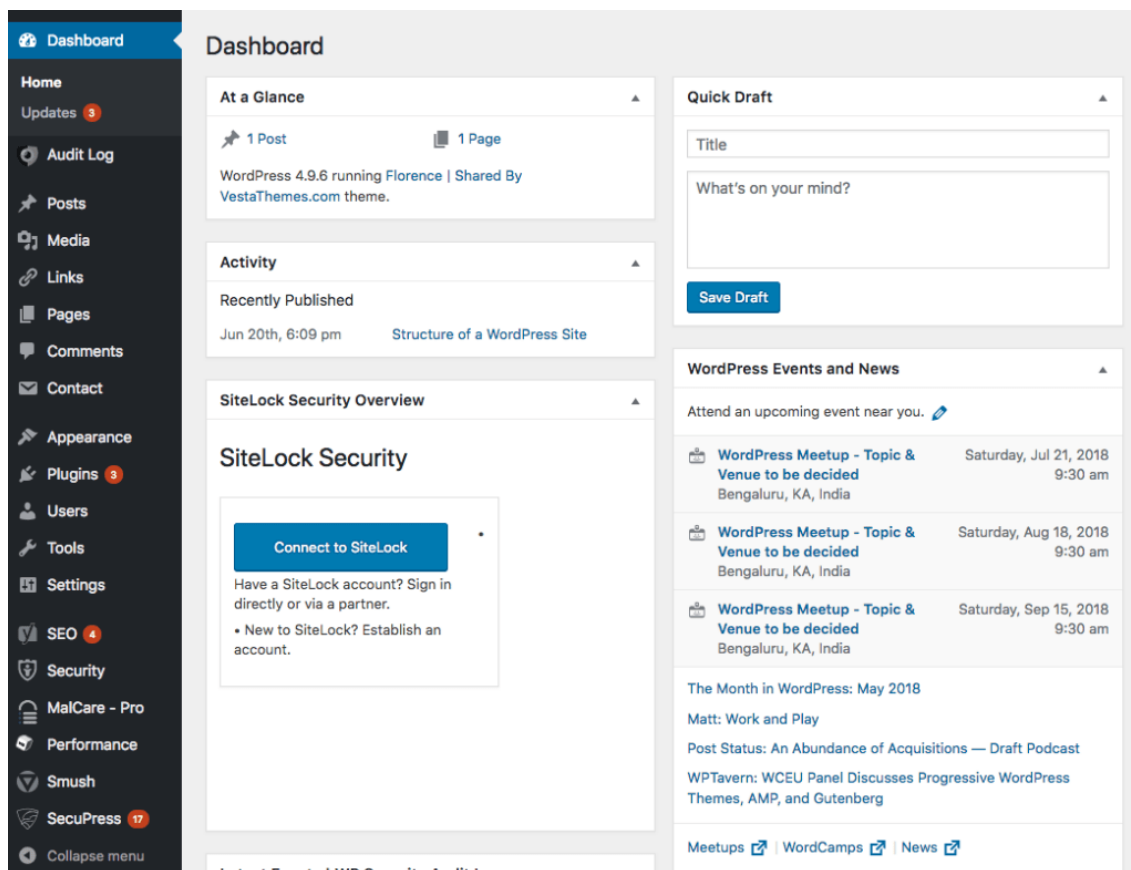 Dashboard
Home
Updates 3
Audit Log
Posts
Media
Links
Pages
Comments
Contact
Appearance
Plugins 3
Users
Tools
Settings
SEO 4
Security
MalCare - Pro
Performance
Smush
SecuPress 17
Collapse menu
Dashboard
At a Glance
1 Post
1 Page
WordPress 4.9.6 running Florence | Shared By
VestaThemes.com theme.
Activity
Recently Published
Jun 20th, 6:09 pm Structure of a WordPress Site
SiteLock Security Overview
SiteLock Security
Connect to SiteLock
•
Have a SiteLock account? Sign in
directly or via a partner.
• New to SiteLock? Establish an
account.
Quick Draft
Title
What's on your mind?
Save Draft
WordPress Events and News
Attend an upcoming event near you.
WordPress Meetup - Topic & Saturday, Jul 21, 2018
Venue to be decided 9:30 am
Bengaluru, KA, India
WordPress Meetup - Topic & Saturday, Aug 18, 2018
Venue to be decided 9:30 am
Bengaluru, KA, India
WordPress Meetup - Topic & Saturday, Sep 15, 2018
Venue to be decided 9:30 am
Bengaluru, KA, India
The Month in WordPress: May 2018
Matt: Work and Play
Post Status: An Abundance of Acquisitions — Draft Podcast
WPTavern: WCEU Panel Discusses Progressive WordPress
Themes, AMP, and Gutenberg
Meetups | WordCamps | News